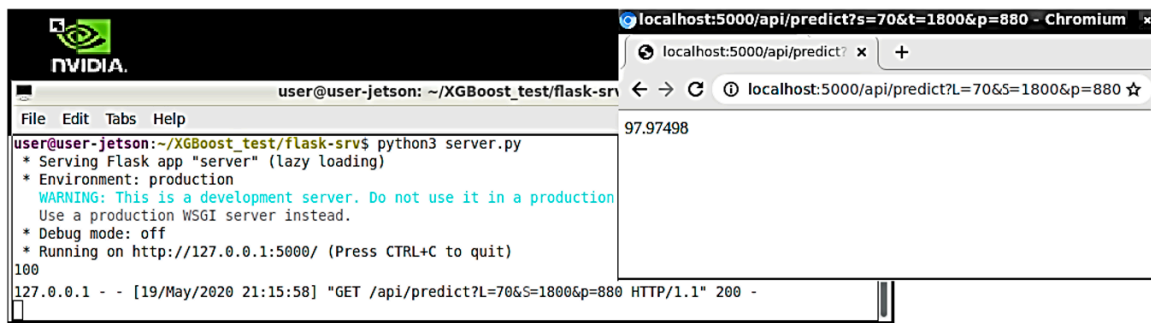 NVIDIA.
user@user-jetson: ~/XGBoost_test/flask-srv
File Edit Tabs Help
user@user-jetson:~/XGBoost_test/flask-srv$ python3 server.py
* Serving Flask app "server" (lazy loading)
* Environment: production
WARNING: This is a development server. Do not use it in a production
Use a production WSGI server instead.
* Debug mode: off
* Running on http://127.0.0.1:5000/ (Press CTRL+C to quit)
100
127.0.0.1 - - [19/May/2020 21:15:58] "GET /api/predict?L=70&S=1800&p=880 HTTP/1.1" 200 -
localhost:5000/api/predict?s=70&t=1800&p=880 - Chromium
localhost:5000/api/predict?
localhost:5000/api/predict?L=70&S=1800&p=880
97.97498